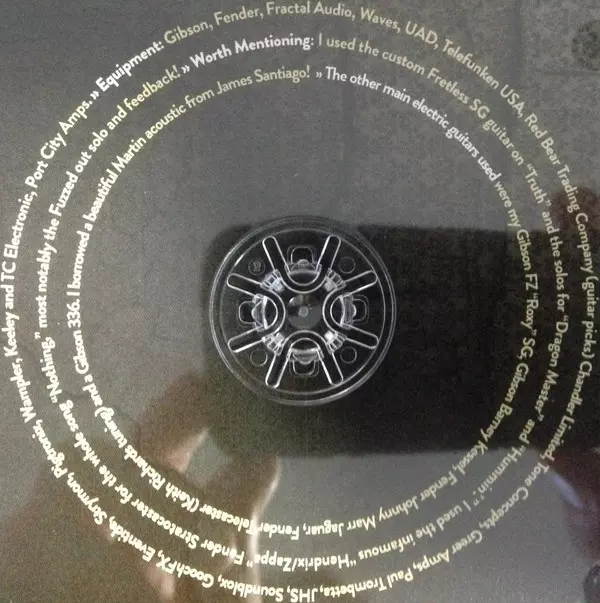 » Equipment: Gibson, Fender, Fractal Audio, Waves, UAD, Telefunken USA, Red Bear Trading Company (guitar picks) Chandler Limited, Tone Concepts, Greer Amps, Paul Trombetta, JHS, Soundblox, GoochFX, Eventide, Strymon, Pigtronix, Wampler, Keeley and TC Electronic, Port City Amps.
» Worth Mentioning: I used the custom Fretless SG guitar on "Truth" and the solos for "Dragon Master" and "Hummin'." I used the infamous "Hendrix/Zappa" Fender Stratocaster for the whole song "Nothing," most notably the Fuzzed out solo and feedback!
» The other main electric guitars used were my Gibson FZ "Roxy" SG, Gibson Barney Kessel, Fender Johnny Marr Jaguar, Fender Telecaster (Keith Richards tuning) and a Gibson 336. I borrowed a beautiful Martin acoustic from James Santiago!